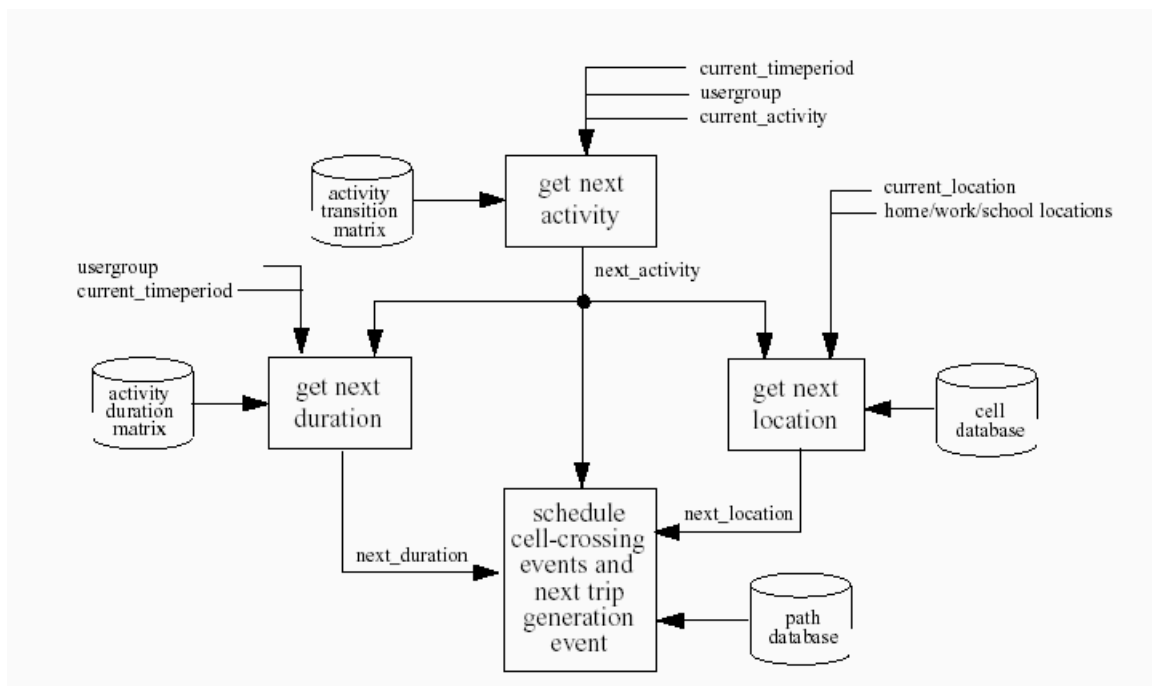 current_timeperiod
usergroup
current_activity
get next
activity
activity
transition
matrix
current_location
home/work/school locations
next_activity
usergroup
current_timeperiod
get next
duration
activity
duration
matrix
get next
location
cell
database
schedule
cell-crossing
events and
next trip
generation
event
next_location
next_duration
path
database